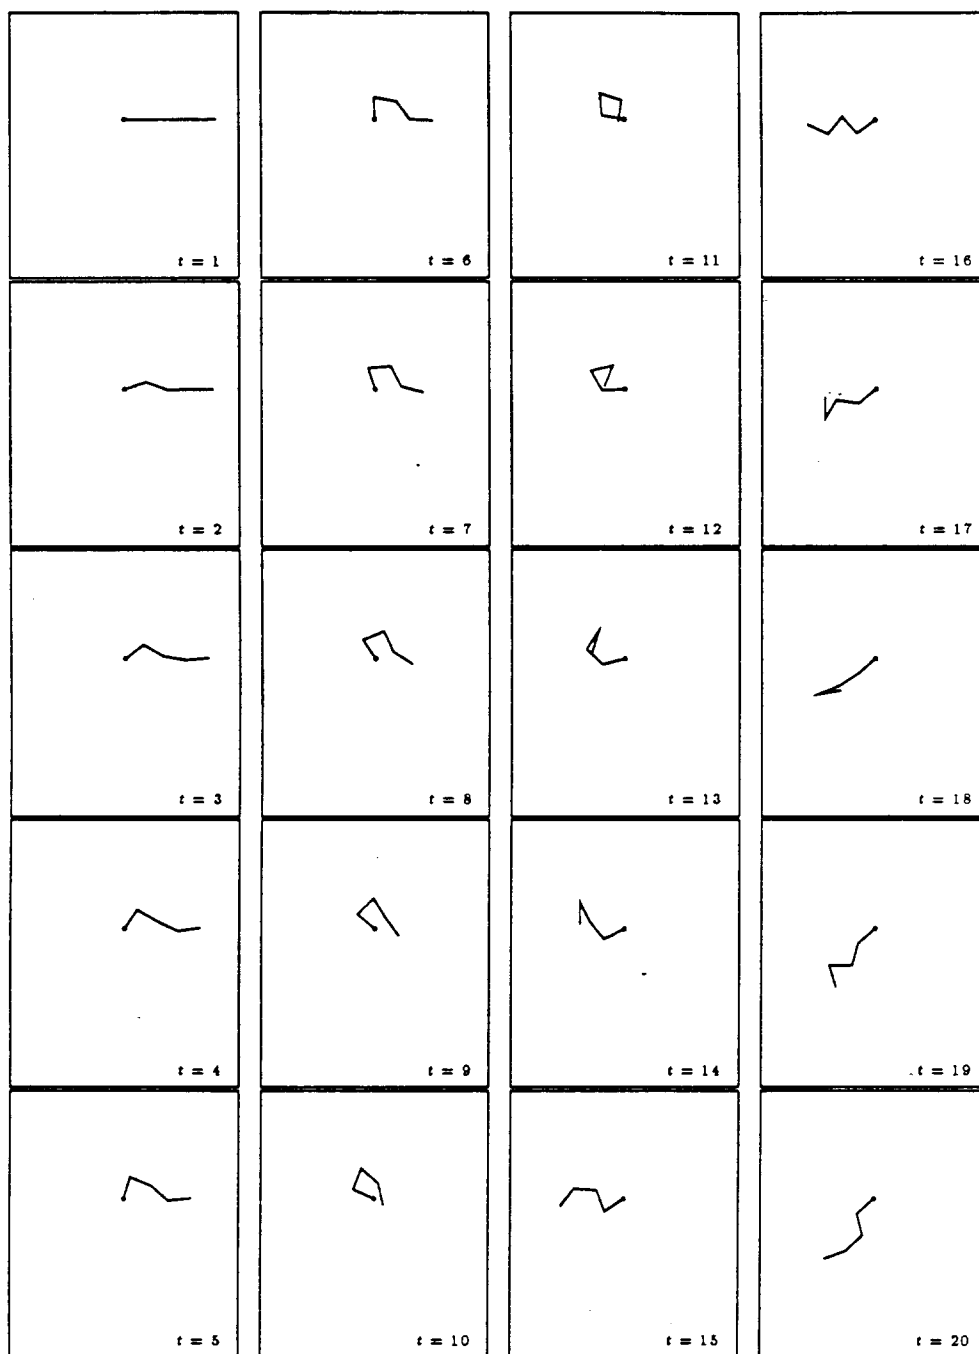 t = 1
t = 6
t = 11
t = 16
t = 2
t = 7
t = 12
t = 17
t = 3
t = 8
t = 13
t = 18
t = 4
t = 9
t = 14
t = 19
t = 5
t = 10
t = 15
t = 20